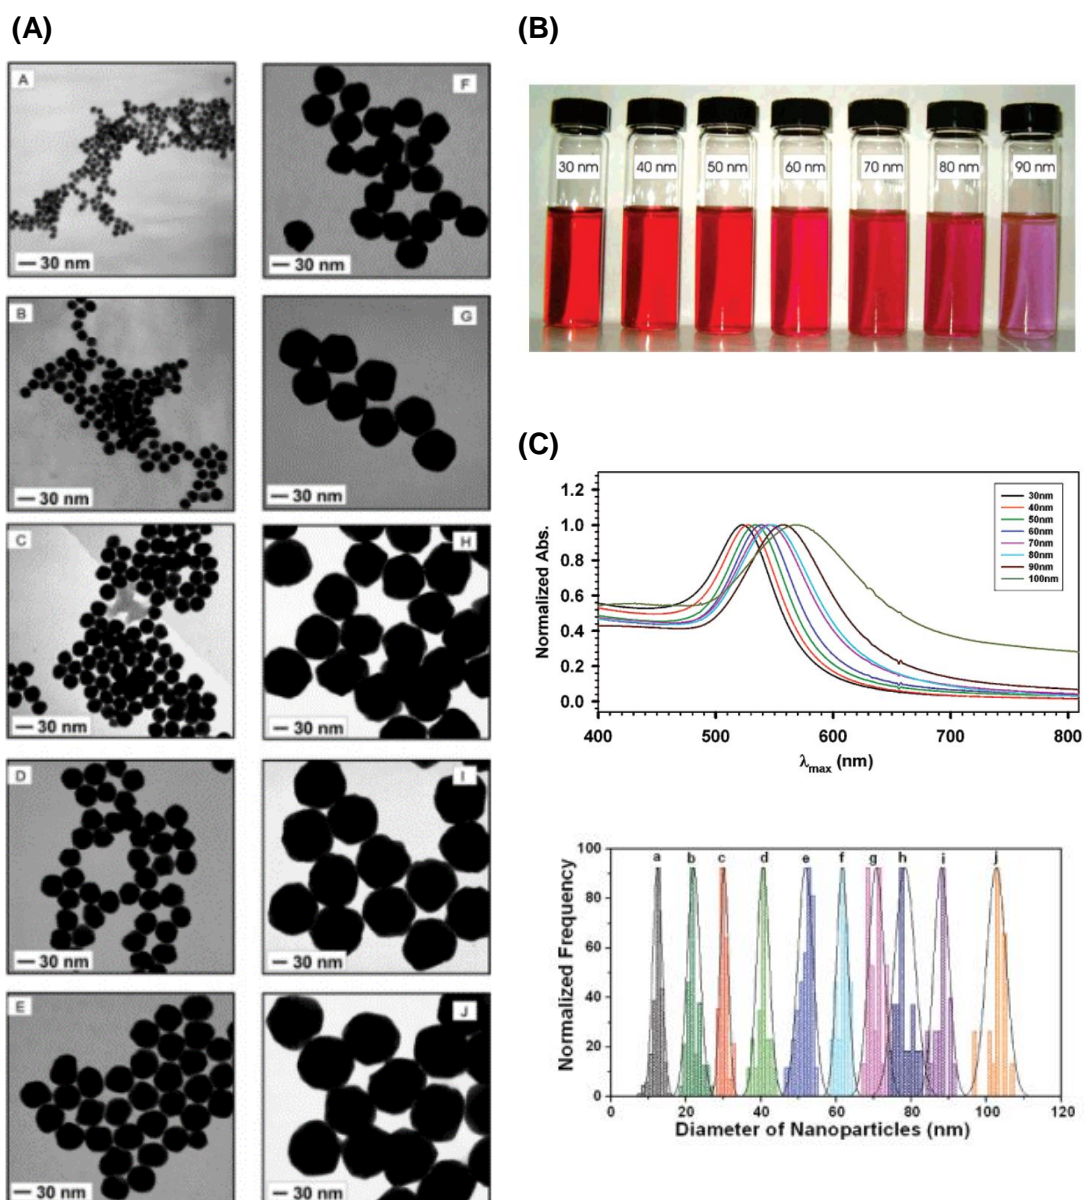 (A)
A
30 nm
F
30 nm
B
30 nm
G
30 nm
C
30 nm
H
30 nm
D
30 nm
I
30 nm
E
30 nm
J
30 nm
(B)
30 nm 40 nm 50 nm 60 nm 70 nm 80 nm 90 nm
(C)
1.2
1.0
0.8
0.6
0.4
0.2
0.0
Normalized Abs.
30nm
40nm
50nm
60nm
70nm
80nm
90nm
100nm
400 500 600 700 800
λmax (nm)
100
80
60
40
20
0
Normalized Frequency
a b c d e f g h i j
0 20 40 60 80 100 120
Diameter of Nanoparticles (nm)